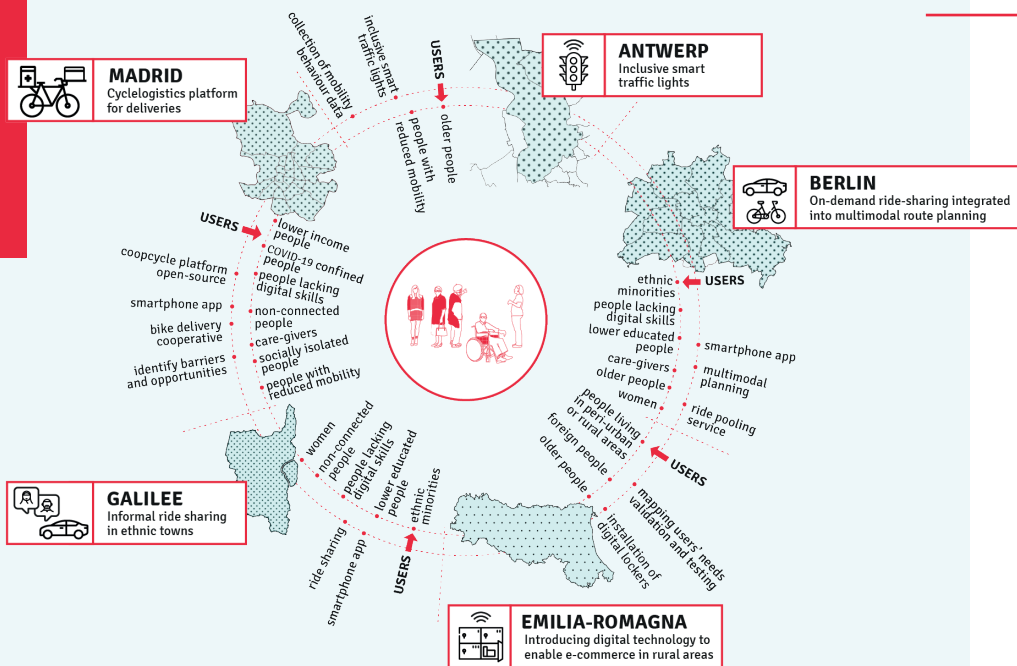 MADRID
Cyclelogistics platform
for deliveries
collection of mobility
behaviour data
inclusive smart
traffic lights
USERS
people with
reduced mobility
older people
ANTWERP
Inclusive smart
traffic lights
BERLIN
On-demand ride-sharing integrated
into multimodal route planning
USERS
ethnic
minorities
people lacking
digital skills
lower educated
people
care-givers
older people
women
smartphone app
multimodal
planning
ride pooling
service
USERS
people living
in peri-urban
or rural areas
foreign people
older people
mapping users' needs
validation and testing
installation of
digital lockers
EMILIA-ROMAGNA
Introducing digital technology to
enable e-commerce in rural areas
USERS
lower income
people
COVID-19 confined
people
people lacking
digital skills
non-connected
people
care-givers
socially isolated
people
people with
reduced mobility
coopcycle platform
open-source
smartphone app
bike delivery
cooperative
identify barriers
and opportunities
GALILEE
Informal ride sharing
in ethnic towns
women
non-connected
people
people lacking
digital skills
lower educated
people
ethnic
minorities
ride sharing
smartphone app
USERS